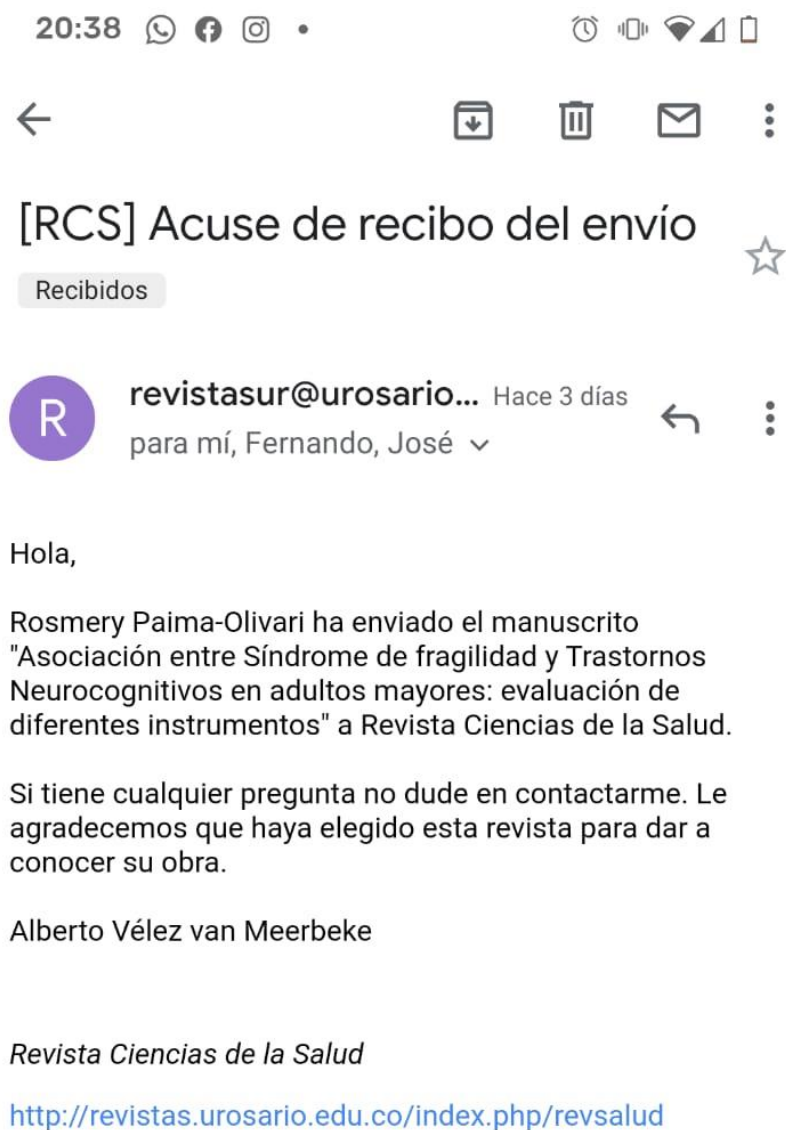 20:38
[RCS] Acuse de recibo del envío
Recibidos
R
revistasur@urosario... Hace 3 días
para mí, Fernando, José
Hola,
Rosmery Paima-Olivari ha enviado el manuscrito
"Asociación entre Síndrome de fragilidad y Trastornos
Neurocognitivos en adultos mayores: evaluación de
diferentes instrumentos" a Revista Ciencias de la Salud.
Si tiene cualquier pregunta no dude en contactarme. Le
agradecemos que haya elegido esta revista para dar a
conocer su obra.
Alberto Vélez van Meerbeke
Revista Ciencias de la Salud
http://revistas.urosario.edu.co/index.php/revsalud